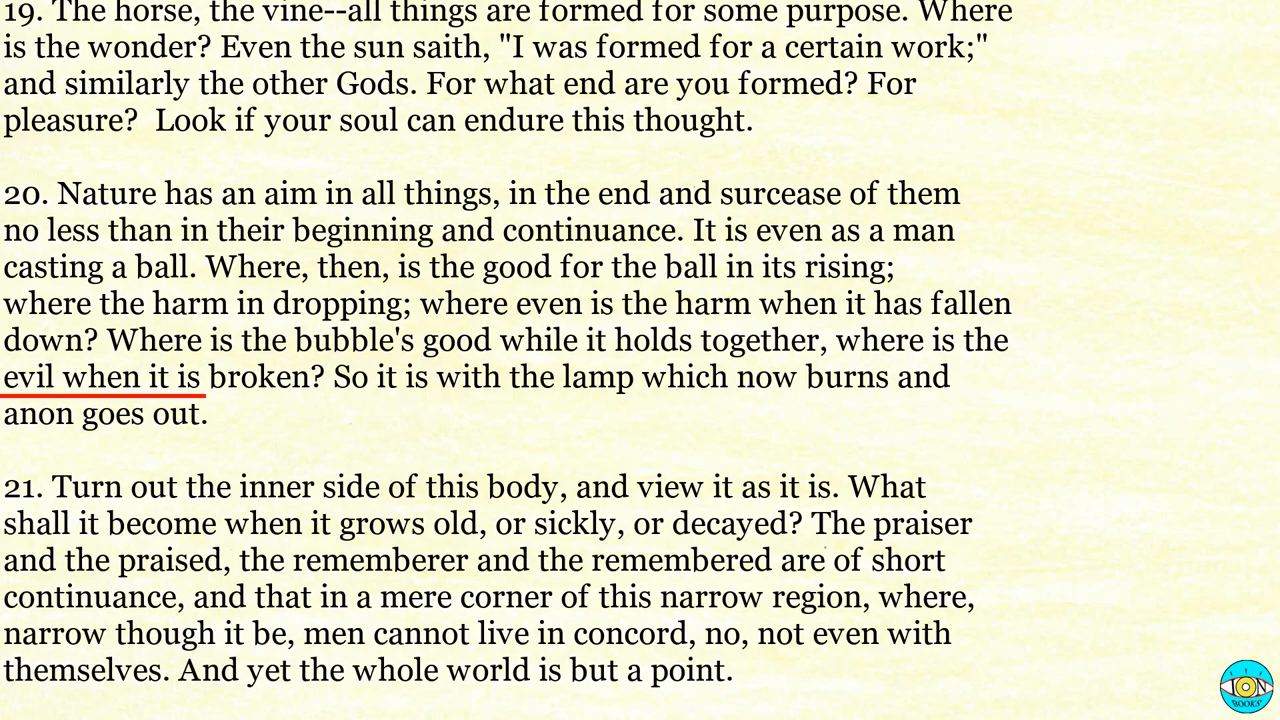 19. The horse, the vine--all things are formed for some purpose. Where
is the wonder? Even the sun saith, "I was formed for a certain work;"
and similarly the other Gods. For what end are you formed? For
pleasure?  Look if your soul can endure this thought.
20. Nature has an aim in all things, in the end and surcease of them
no less than in their beginning and continuance. It is even as a man
casting a ball. Where, then, is the good for the ball in its rising;
where the harm in dropping; where even is the harm when it has fallen
down? Where is the bubble's good while it holds together, where is the
evil when it is broken? So it is with the lamp which now burns and
anon goes out.
21. Turn out the inner side of this body, and view it as it is. What
shall it become when it grows old, or sickly, or decayed? The praiser
and the praised, the rememberer and the remembered are of short
continuance, and that in a mere corner of this narrow region, where,
narrow though it be, men cannot live in concord, no, not even with
themselves. And yet the whole world is but a point.
ION
BOOKS